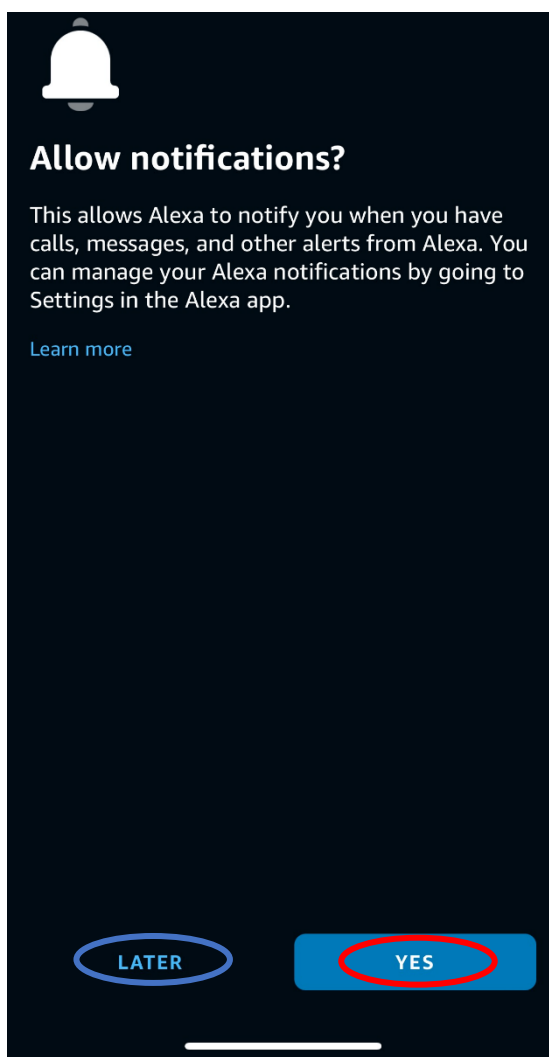 Allow notifications?
This allows Alexa to notify you when you have
calls, messages, and other alerts from Alexa. You
can manage your Alexa notifications by going to
Settings in the Alexa app.
Learn more
LATER
YES